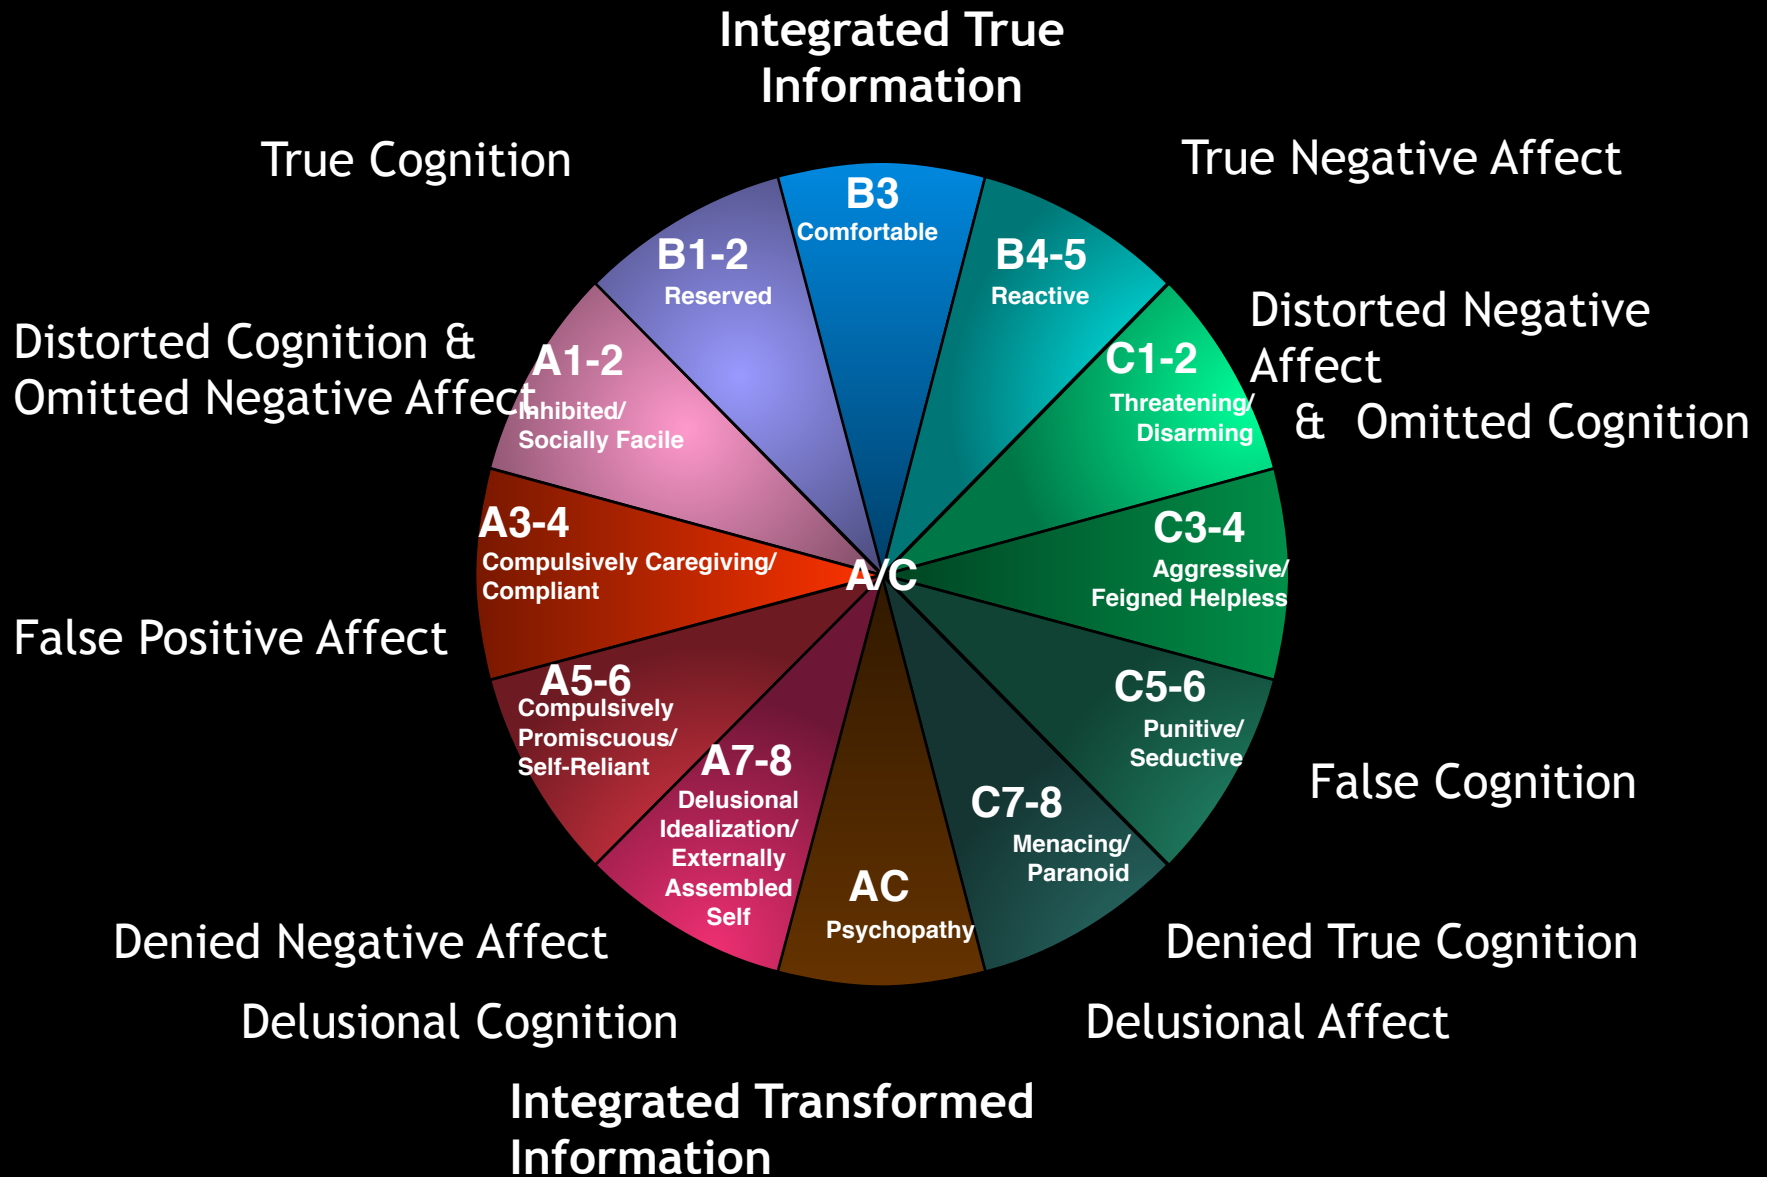 Integrated True
Information
True Cognition
True Negative Affect
B3
Comfortable
B1-2
Reserved
B4-5
Reactive
Distorted Cognition &
Omitted Negative Affect
A1-2
Inhibited/
Socially Facile
C1-2
Threatening/
Disarming
Distorted Negative
Affect
& Omitted Cognition
A3-4
Compulsively Caregiving/
Compliant
A/C
C3-4
Aggressive/
Feigned Helpless
False Positive Affect
A5-6
Compulsively
Promiscuous/
Self-Reliant
C5-6
Punitive/
Seductive
False Cognition
A7-8
Delusional
Idealization/
Externally
Assembled
Self
C7-8
Menacing/
Paranoid
AC
Psychopathy
Denied Negative Affect
Denied True Cognition
Delusional Cognition
Delusional Affect
Integrated Transformed
Information